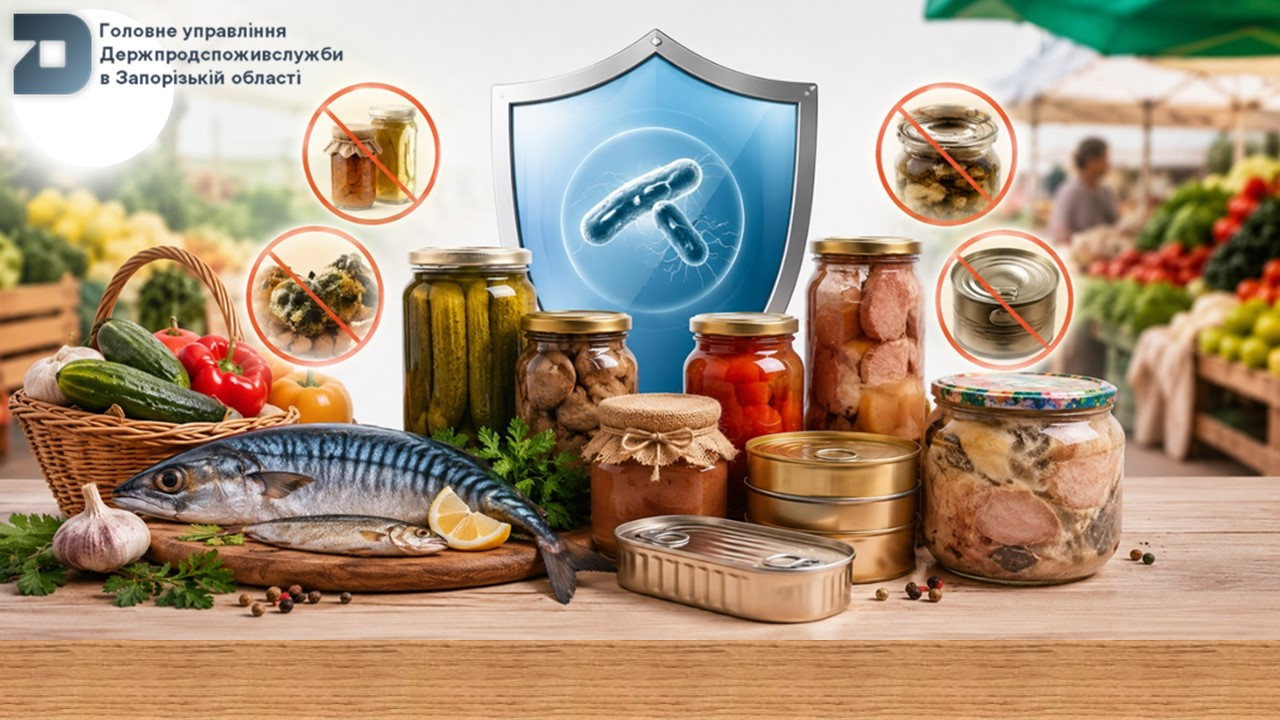 Головне управління
Держпродспоживслужби
в Запорізькій області